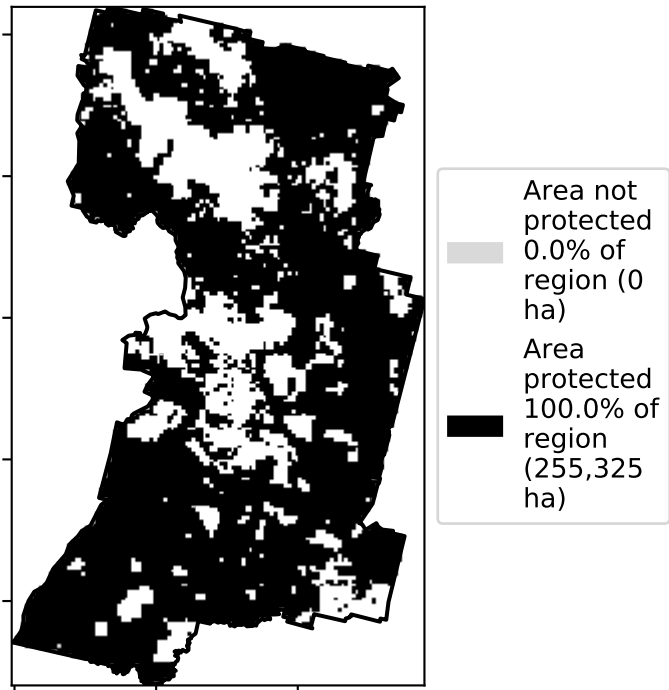 Area not
protected
0.0% of
region (0
ha)
Area
protected
100.0% of
region
(255,325
ha)